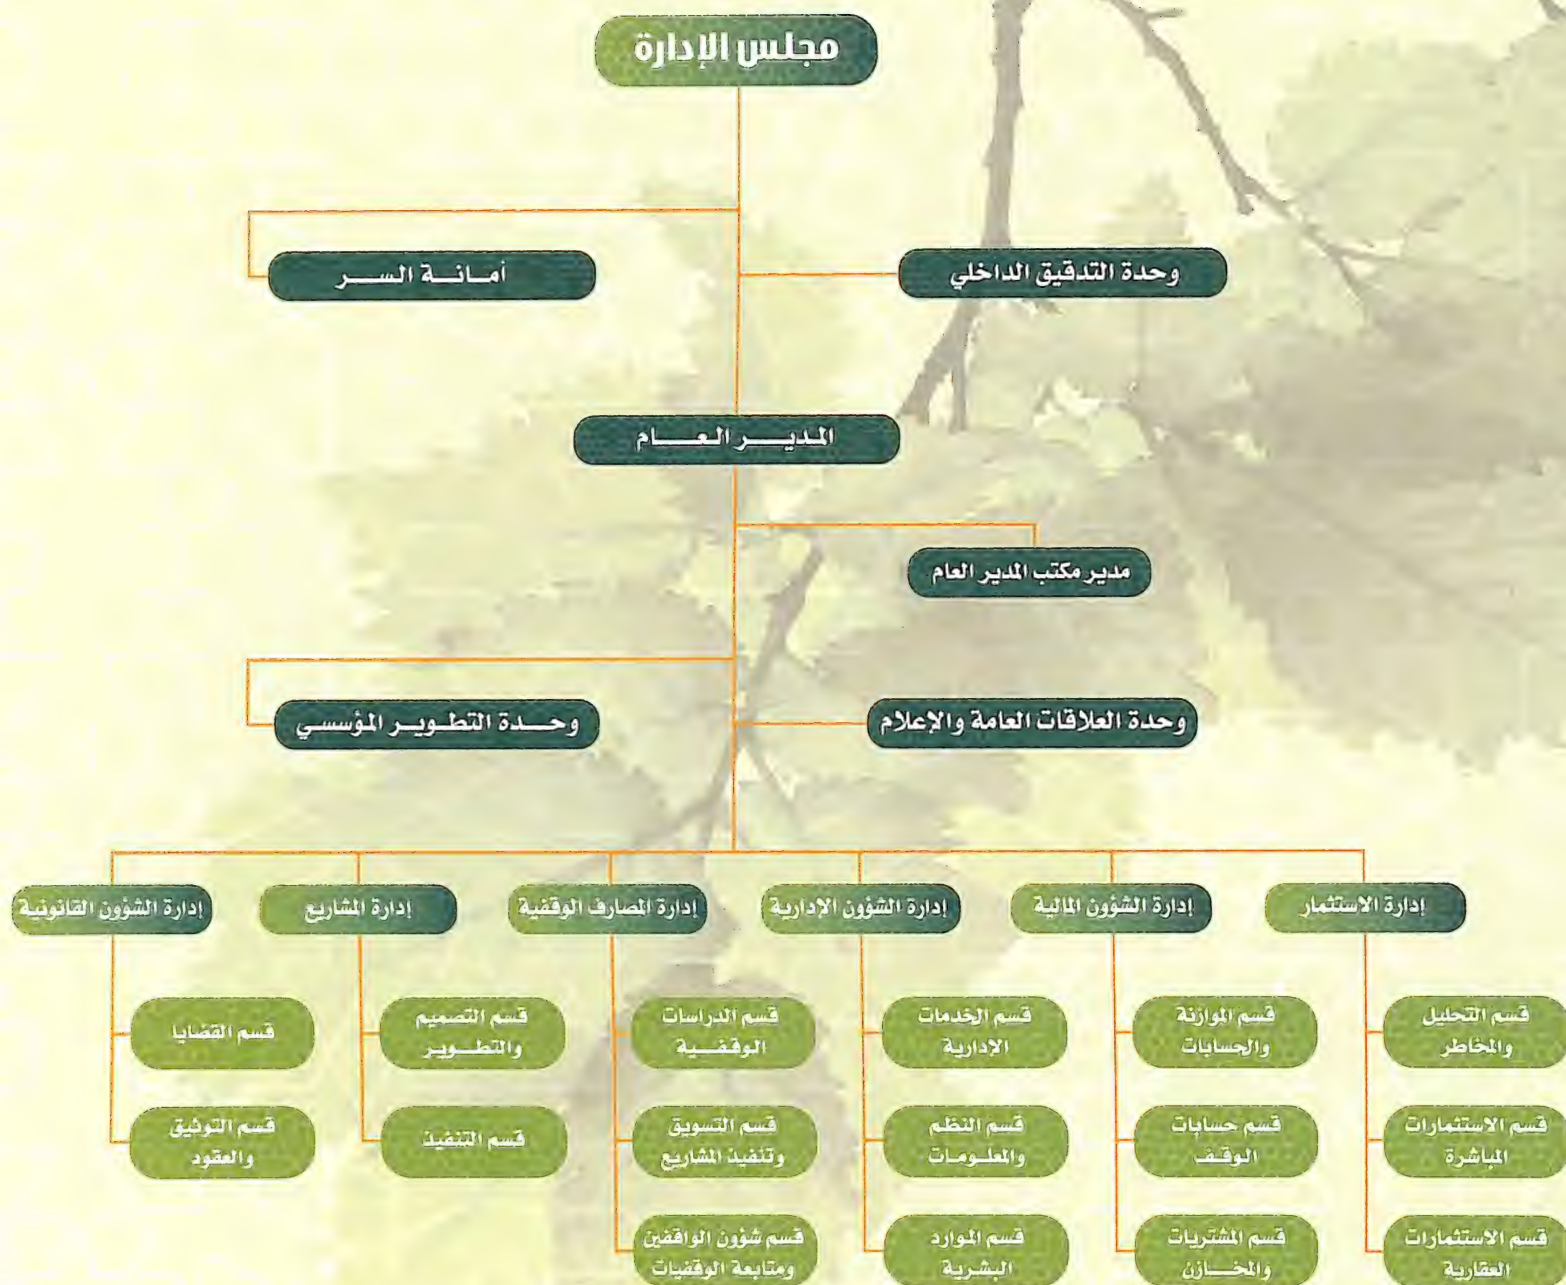 مجلس الإدارة
وحدة التدقيق الداخلي
أمانة السر
المدير العام
مدير مكتب المدير العام
وحدة العلاقات العامة والإعلام
وحدة التطوير المؤسسي
إدارة الاستثمار
إدارة الشؤون المالية
إدارة الشؤون الإدارية
إدارة المصارف الوقفية
إدارة المشاريع
إدارة الشؤون القانونية
قسم التحليل
والمخاطر
قسم الموازنة
والحسابات
قسم الخدمات
الإدارية
قسم الدراسات
الوقفية
قسم التصميم
والتطوير
قسم القضايا
قسم الاستثمارات
المباشرة
قسم حسابات
الوقف
قسم النظم
والمعلومات
قسم التسويق
وتنفيذ المشاريع
قسم التنفيذ
قسم التوثيق
والعقود
قسم الاستثمارات
العقارية
قسم المشتريات
والمخازن
قسم الموارد
البشرية
قسم شؤون الواقفين
ومتابعة الوقفيات